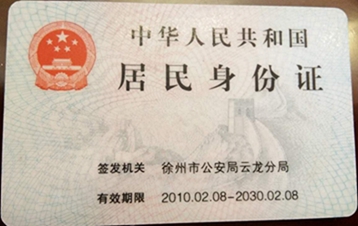 中华人民共和国
居民身份证
签发机关 徐州市公安局云龙分局
有效期限 2010.02.08-2030.02.08